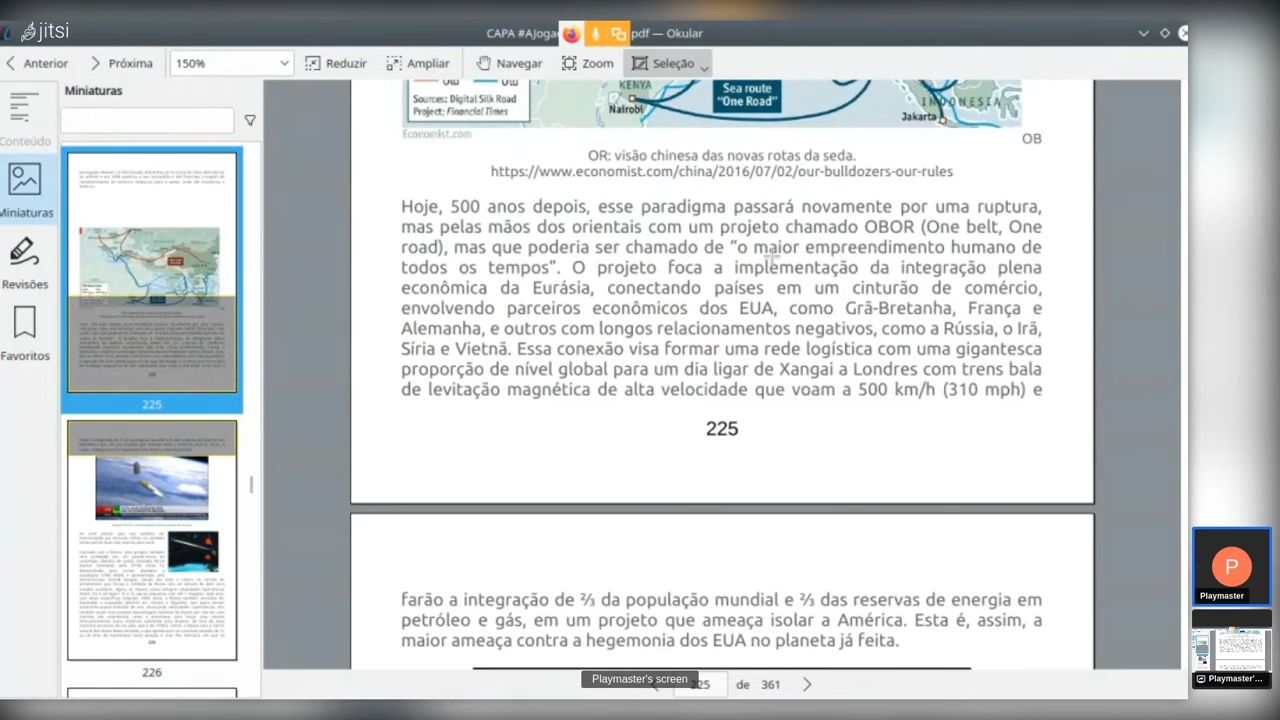 jitsi
CAPA #AJoga
pdf — Okular
Anterior
Próxima
150%
Reduzir
Ampliar
Navegar
Zoom
Seleção
Conteúdo
Miniaturas
Revisões
Favoritos
Miniaturas
225
226
Old
Old
Sources: Digital Silk Road
Project; Financial Times
Economist.com
KENYA
Nairobi
Sea route
“One Road”
INDONESIA
Jakarta
OB
OR: visão chinesa das novas rotas da seda.
https://www.economist.com/china/2016/07/02/our-bulldozers-our-rules
Hoje, 500 anos depois, esse paradigma passará novamente por uma ruptura,
mas pelas mãos dos orientais com um projeto chamado OBOR (One belt, One
road), mas que poderia ser chamado de “o maior empreendimento humano de
todos os tempos”. O projeto foca a implementação da integração plena
econômica da Eurásia, conectando países em um cinturão de comércio,
envolvendo parceiros econômicos dos EUA, como Grã-Bretanha, França e
Alemanha, e outros com longos relacionamentos negativos, como a Rússia, o Irã,
Síria e Vietnã. Essa conexão visa formar uma rede logística com uma gigantesca
proporção de nível global para um dia ligar de Xangai a Londres com trens bala
de levitação magnética de alta velocidade que voam a 500 km/h (310 mph) e
225
farão a integração de ¾ da população mundial e ¾ das reservas de energia em
petróleo e gás, em um projeto que ameaça isolar a América. Esta é, assim, a
maior ameaça contra a hegemonia dos EUA no planeta já feita.
Playmaster's screen
225
de
361
Playmaster
Playmaster'...